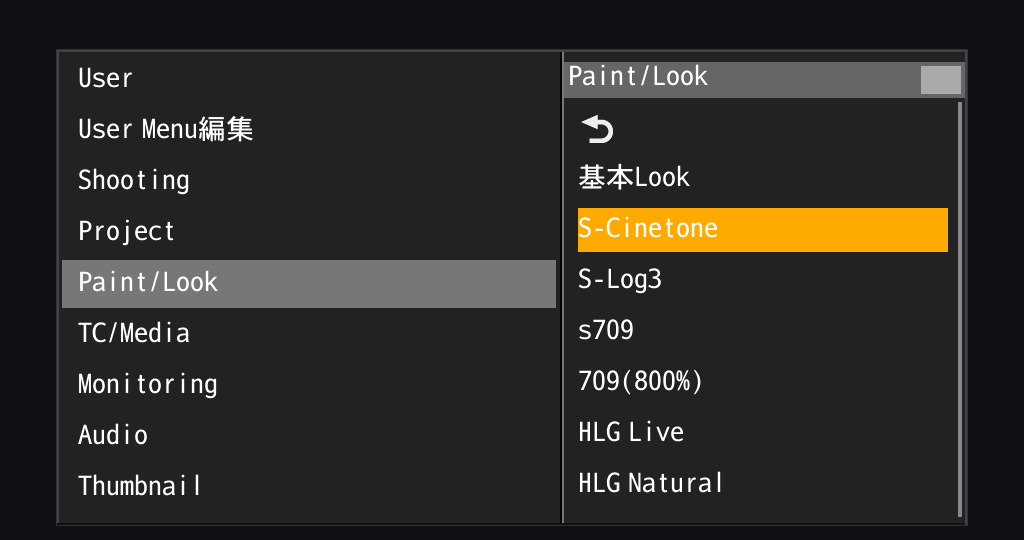 User
User Menu編集
Shooting
Project
Paint/Look
TC/Media
Monitoring
Audio
Thumbnail
Paint/Look
基本Look
S-Cinetone
S-Log3
s709
709(800%)
HLG Live
HLG Natural